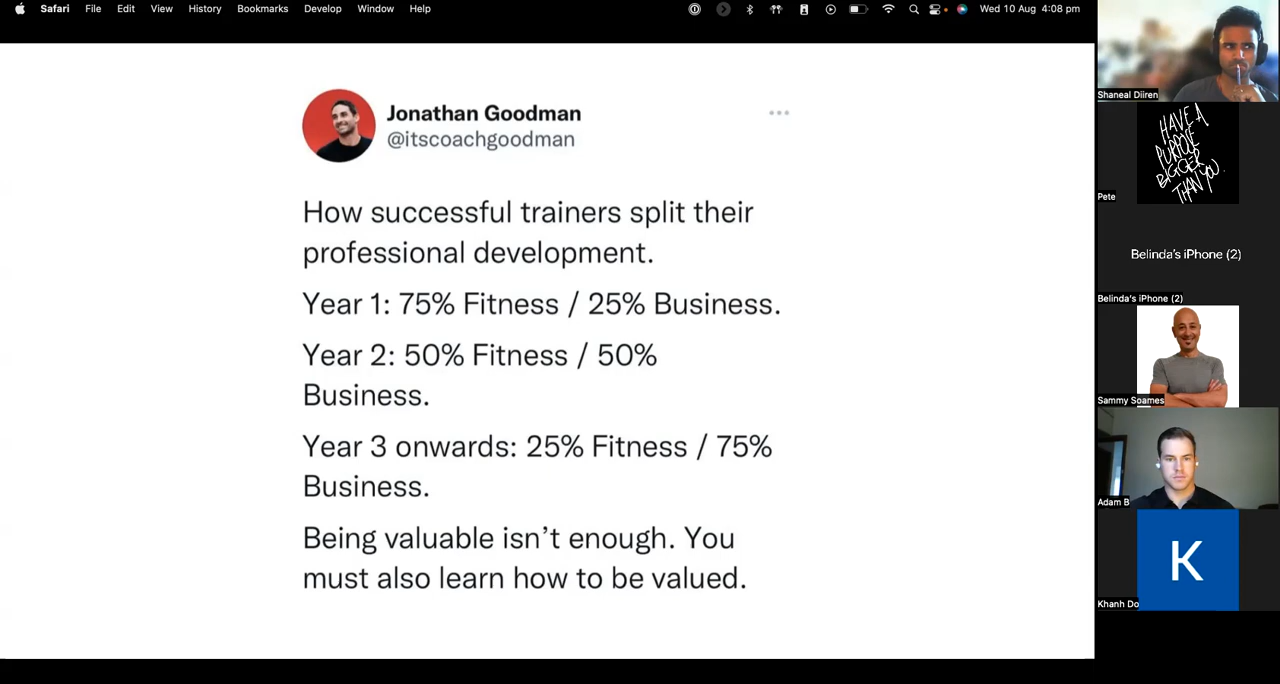 Safari File Edit View History Bookmarks Develop Window Help Wed 10 Aug 4:08 pm
Jonathan Goodman
@itscoachgoodman
How successful trainers split their
professional development.
Year 1: 75% Fitness / 25% Business.
Year 2: 50% Fitness / 50%
Business.
Year 3 onwards: 25% Fitness / 75%
Business.
Being valuable isn’t enough. You
must also learn how to be valued.
Shaneal Diiren
HAVE A
PURPOSE
BIGGER
THAN YOU.
Pete
Belinda’s iPhone (2)
Belinda’s iPhone (2)
Sammy Soames
Adam B
K
Khanh Do